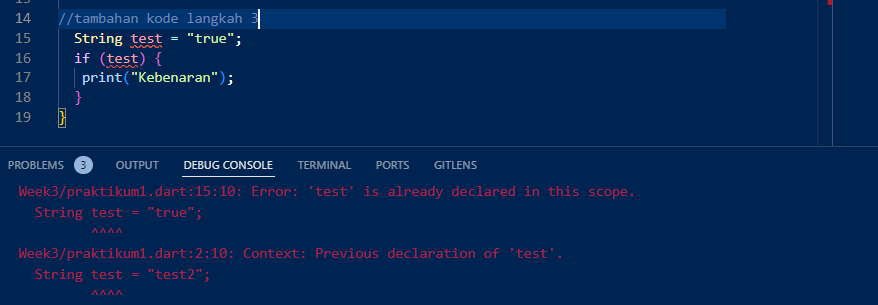 14 //tambahan kode langkah 3
15 String test = "true";
16 if (test) {
17 print("Kebenaran");
18 }
19 }
PROBLEMS 3 OUTPUT DEBUG CONSOLE TERMINAL PORTS GITLENS
Week3/praktikum1.dart:15:10: Error: 'test' is already declared in this scope.
String test = "true";
^^^^
Week3/praktikum1.dart:2:10: Context: Previous declaration of 'test'.
String test = "test2";
^^^^